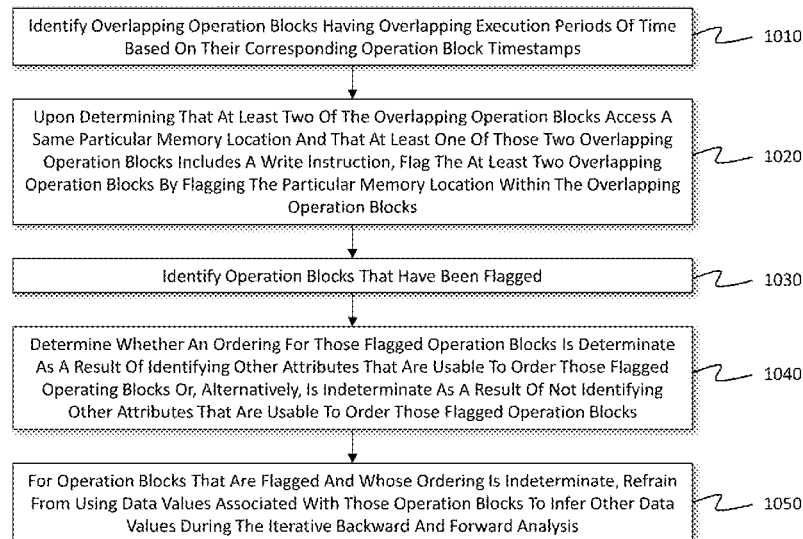 Identify Overlapping Operation Blocks Having Overlapping Execution Periods Of Time
Based On Their Corresponding Operation Block Timestamps
1010
Upon Determining That At Least Two Of The Overlapping Operation Blocks Access A
Same Particular Memory Location And That At Least One Of Those Two Overlapping
Operation Blocks Includes A Write Instruction, Flag The At Least Two Overlapping
Operation Blocks By Flagging The Particular Memory Location Within The Overlapping
Operation Blocks
1020
Identify Operation Blocks That Have Been Flagged
1030
Determine Whether An Ordering For Those Flagged Operation Blocks Is Determinate
As A Result Of Identifying Other Attributes That Are Usable To Order Those Flagged
Operating Blocks Or, Alternatively, Is Indeterminate As A Result Of Not Identifying
Other Attributes That Are Usable To Order Those Flagged Operation Blocks
1040
For Operation Blocks That Are Flagged And Whose Ordering Is Indeterminate, Refrain
From Using Data Values Associated With Those Operation Blocks To Infer Other Data
Values During The Iterative Backward And Forward Analysis
1050